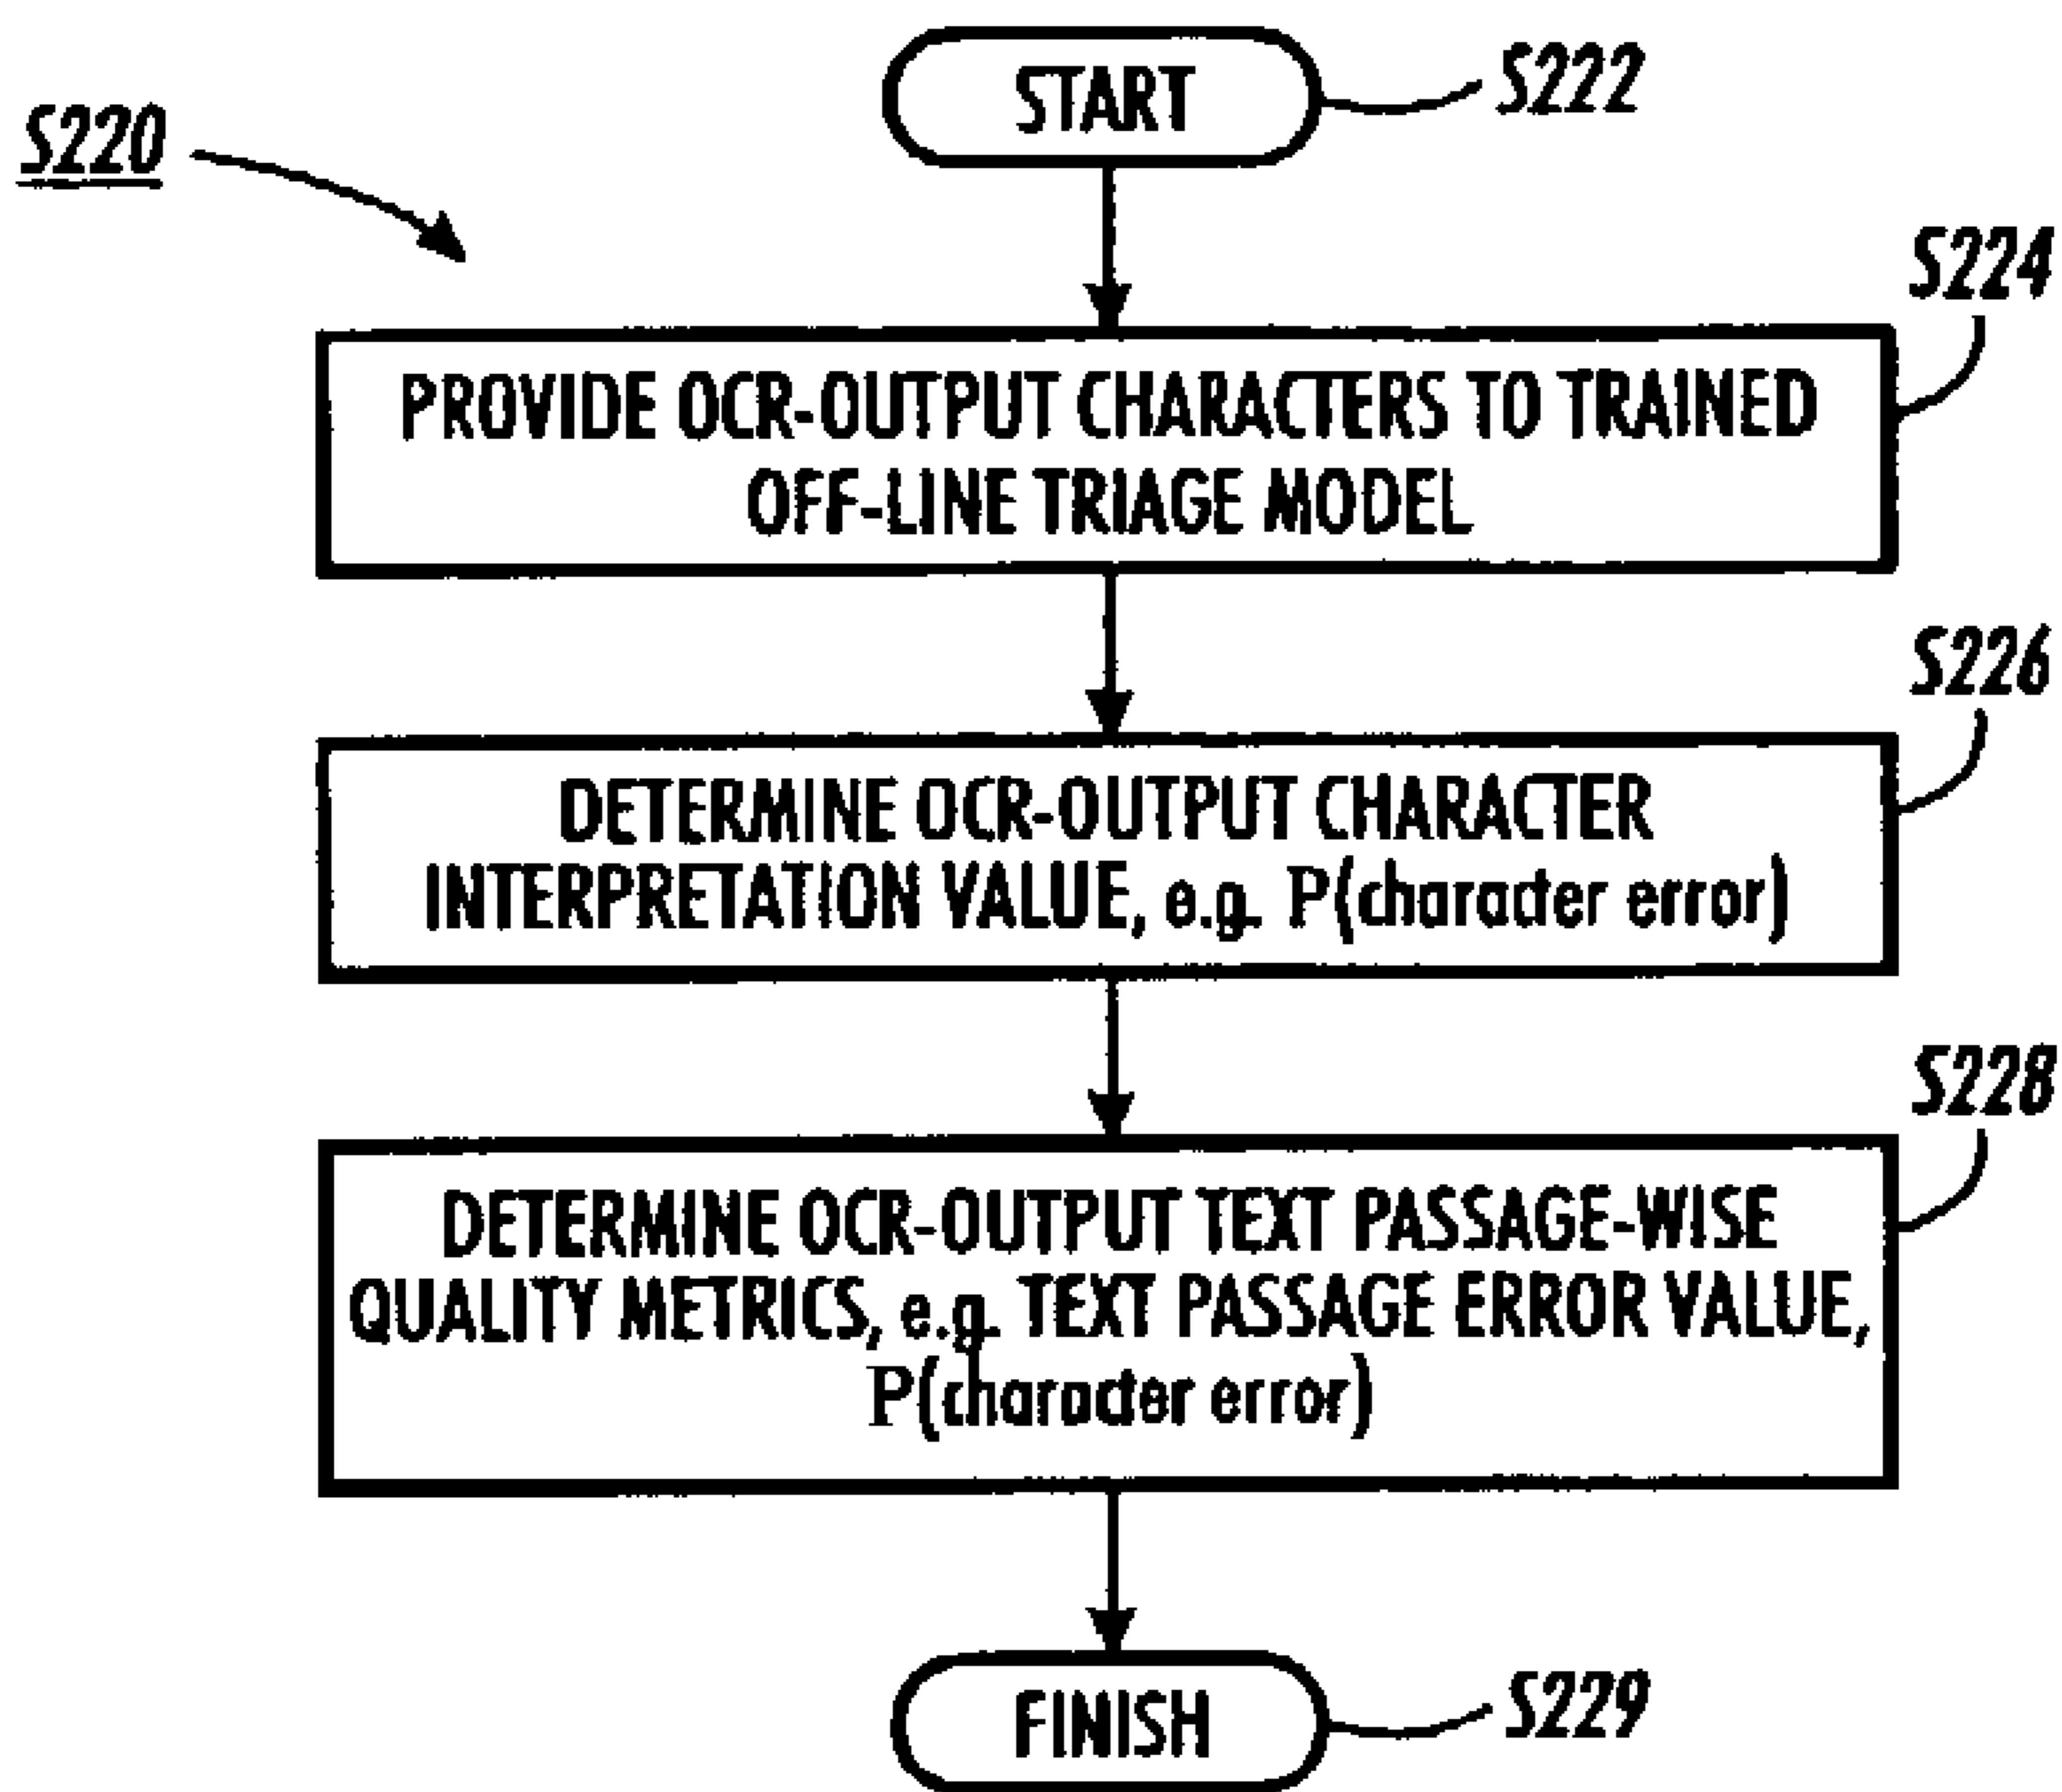 START
S222
S220
S224
PROVIDE OCR-OUTPUT CHARACTERS TO TRAINED
OFF-LINE TRIAGE MODEL
S226
DETERMINE OCR-OUTPUT CHARACTER
INTERPRETATION VALUE, e.g. P(character error)
S228
DETERMINE OCR-OUTPUT TEXT PASSAGE-WISE
QUALITY METRICS, e.g. TEXT PASSAGE ERROR VALUE,
P(character error)
FINISH
S229